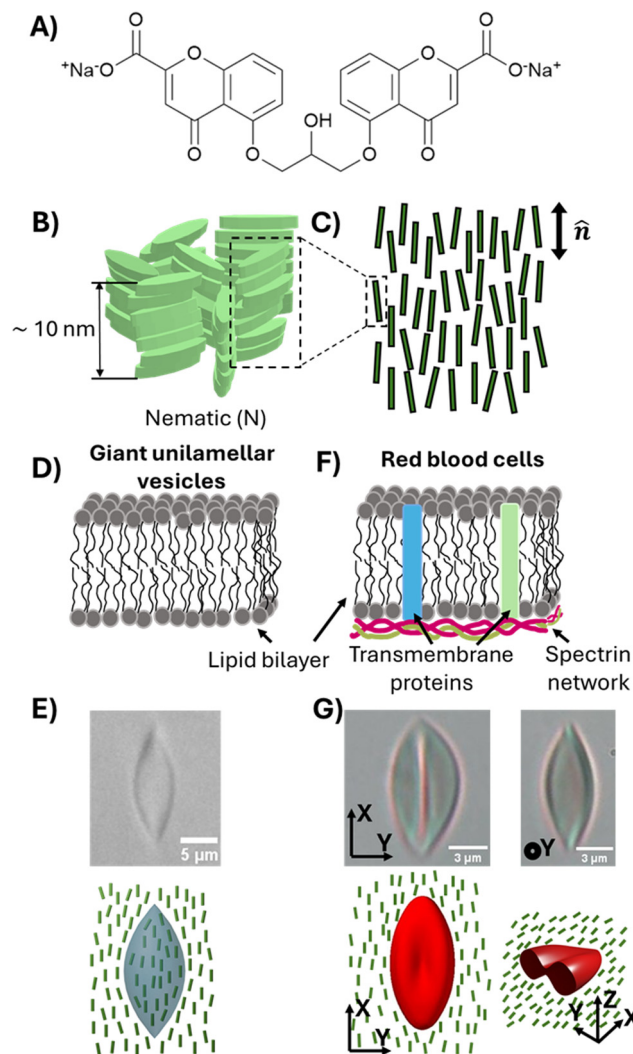 A)
O
O
O
O
+Na-O
O-Na+
OH
O
O
O
O
B)
C)
n̂
~ 10 nm
Nematic (N)
D)
Giant unilamellar
vesicles
F)
Red blood cells
Lipid bilayer
Transmembrane
proteins
Spectrin
network
E)
5 µm
G)
X
Y
3 µm
Y
3 µm
X
Y
Y
Z
X